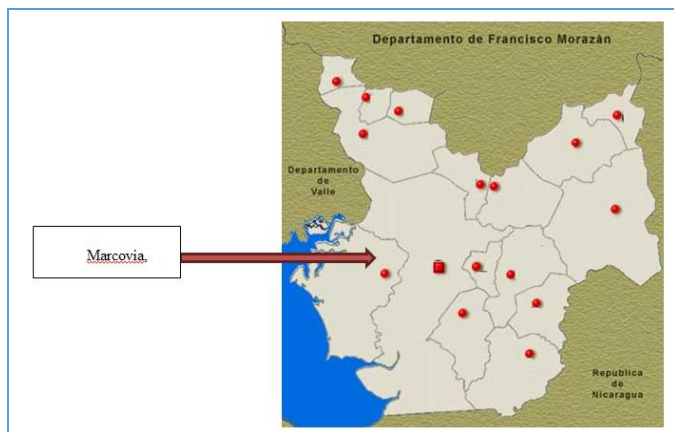 Departamento de Francisco Morazán
Departamento
de
Valle
Marcovia,
Republica
de
Nicaragua